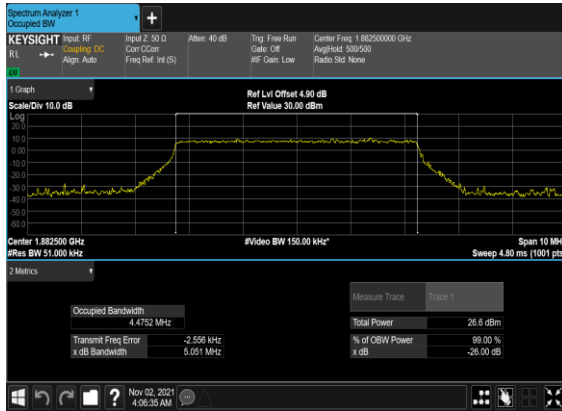 Spectrum Analyzer 1
Occupied BW
+
KEYSIGHT
RL
Input: RF
Coupling: DC
Align: Auto
Input Z: 50 Ω
Corr CCorr
Freq Ref: Int (S)
Atten: 40 dB
Trig: Free Run
Gate: Off
#IF Gain: Low
Center Freq: 1.882500000 GHz
Avg|Hold: 500/500
Radio Std: None
1 Graph
Scale/Div 10.0 dB
Ref Lvl Offset 4.90 dB
Ref Value 30.00 dBm
Log
20.0
10.0
0.00
-10.0
-20.0
-30.0
-40.0
-50.0
-60.0
Center 1.882500 GHz
#Res BW 51.000 kHz
#Video BW 150.00 kHz*
Span 10 MH
Sweep 4.80 ms (1001 pts
2 Metrics
Occupied Bandwidth
4.4752 MHz
Transmit Freq Error -2.556 kHz
x dB Bandwidth 5.051 MHz
Measure Trace Trace 1
Total Power 26.6 dBm
% of OBW Power 99.00 %
x dB -26.00 dB
?
Nov 02, 2021
4:06:35 AM